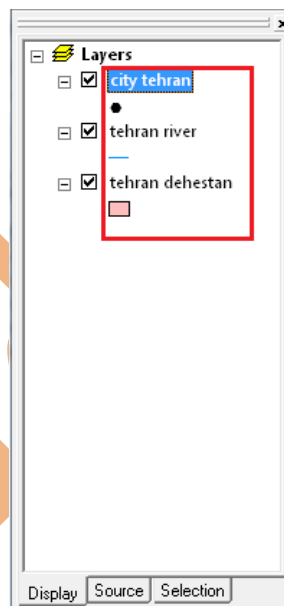 Layers
city tehran
tehran river
tehran dehestan
Display Source Selection